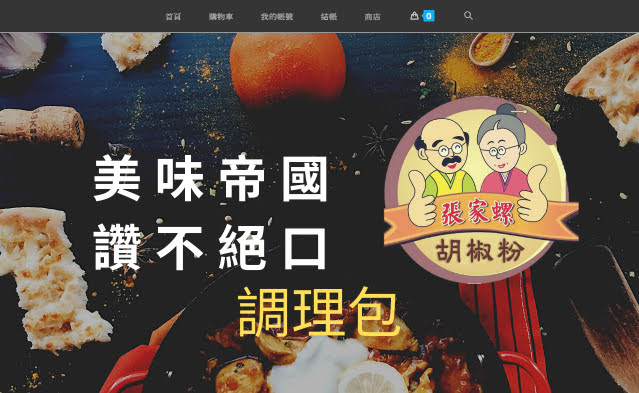 首頁 購物車 我的帳號 結帳 商店 0
美味帝國
讚不絕口
調理包
張家螺
胡椒粉